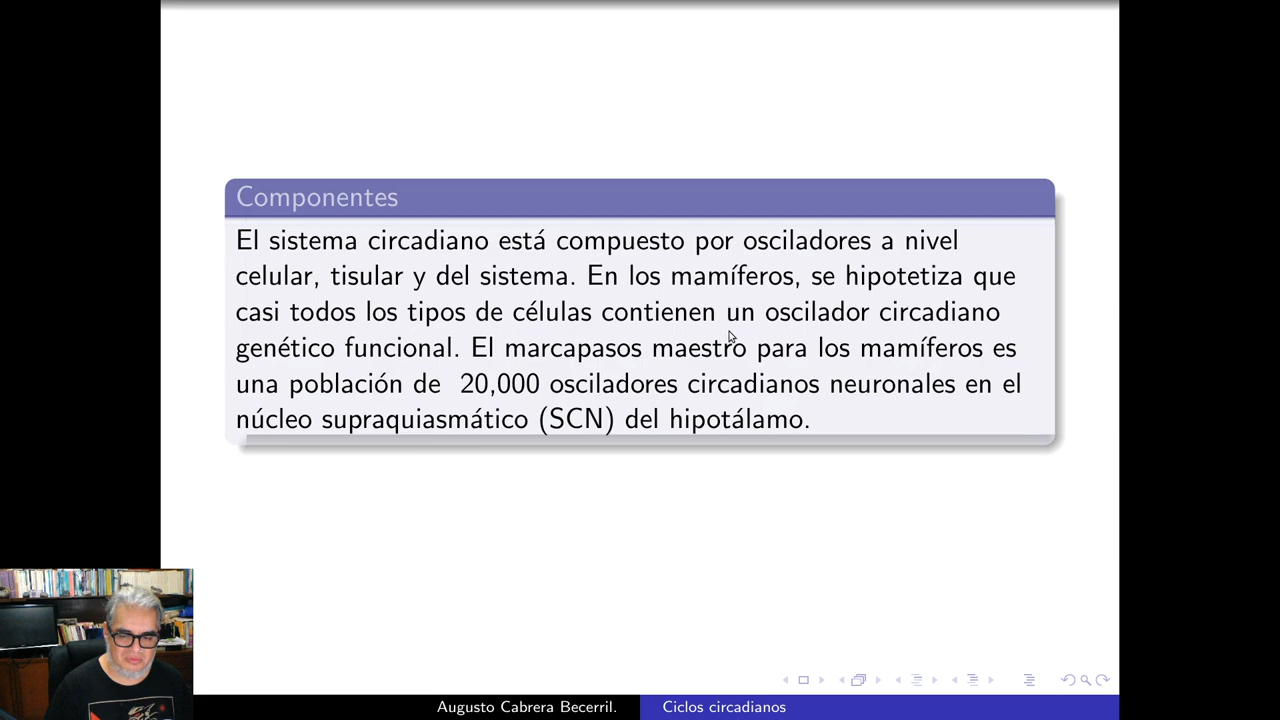 Componentes
El sistema circadiano está compuesto por osciladores a nivel
celular, tisular y del sistema. En los mamíferos, se hipotetiza que
casi todos los tipos de células contienen un oscilador circadiano
genético funcional. El marcapasos maestro para los mamíferos es
una población de 20,000 osciladores circadianos neuronales en el
núcleo supraquiasmático (SCN) del hipotálamo.
Augusto Cabrera Becerril.
Ciclos circadianos